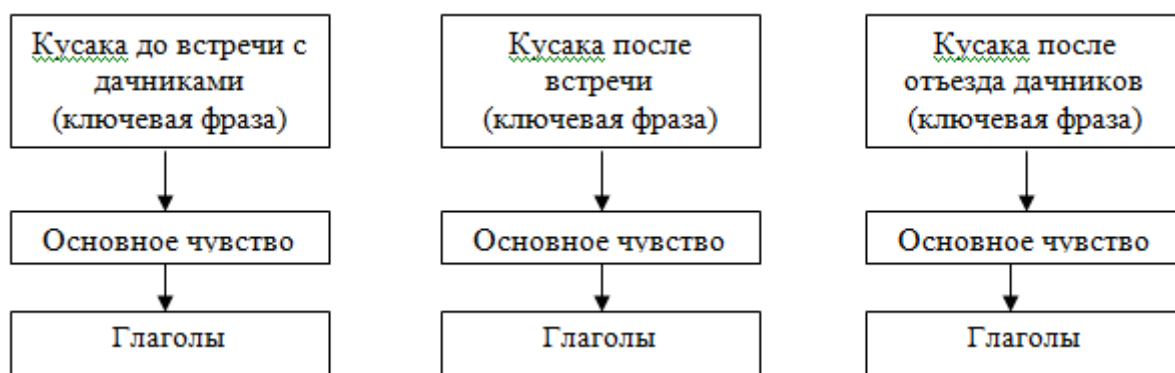 Кусака до встречи с
дачниками
(ключевая фраза)
Кусака после
встречи
(ключевая фраза)
Кусака после
отъезда дачников
(ключевая фраза)
Основное чувство
Основное чувство
Основное чувство
Глаголы
Глаголы
Глаголы